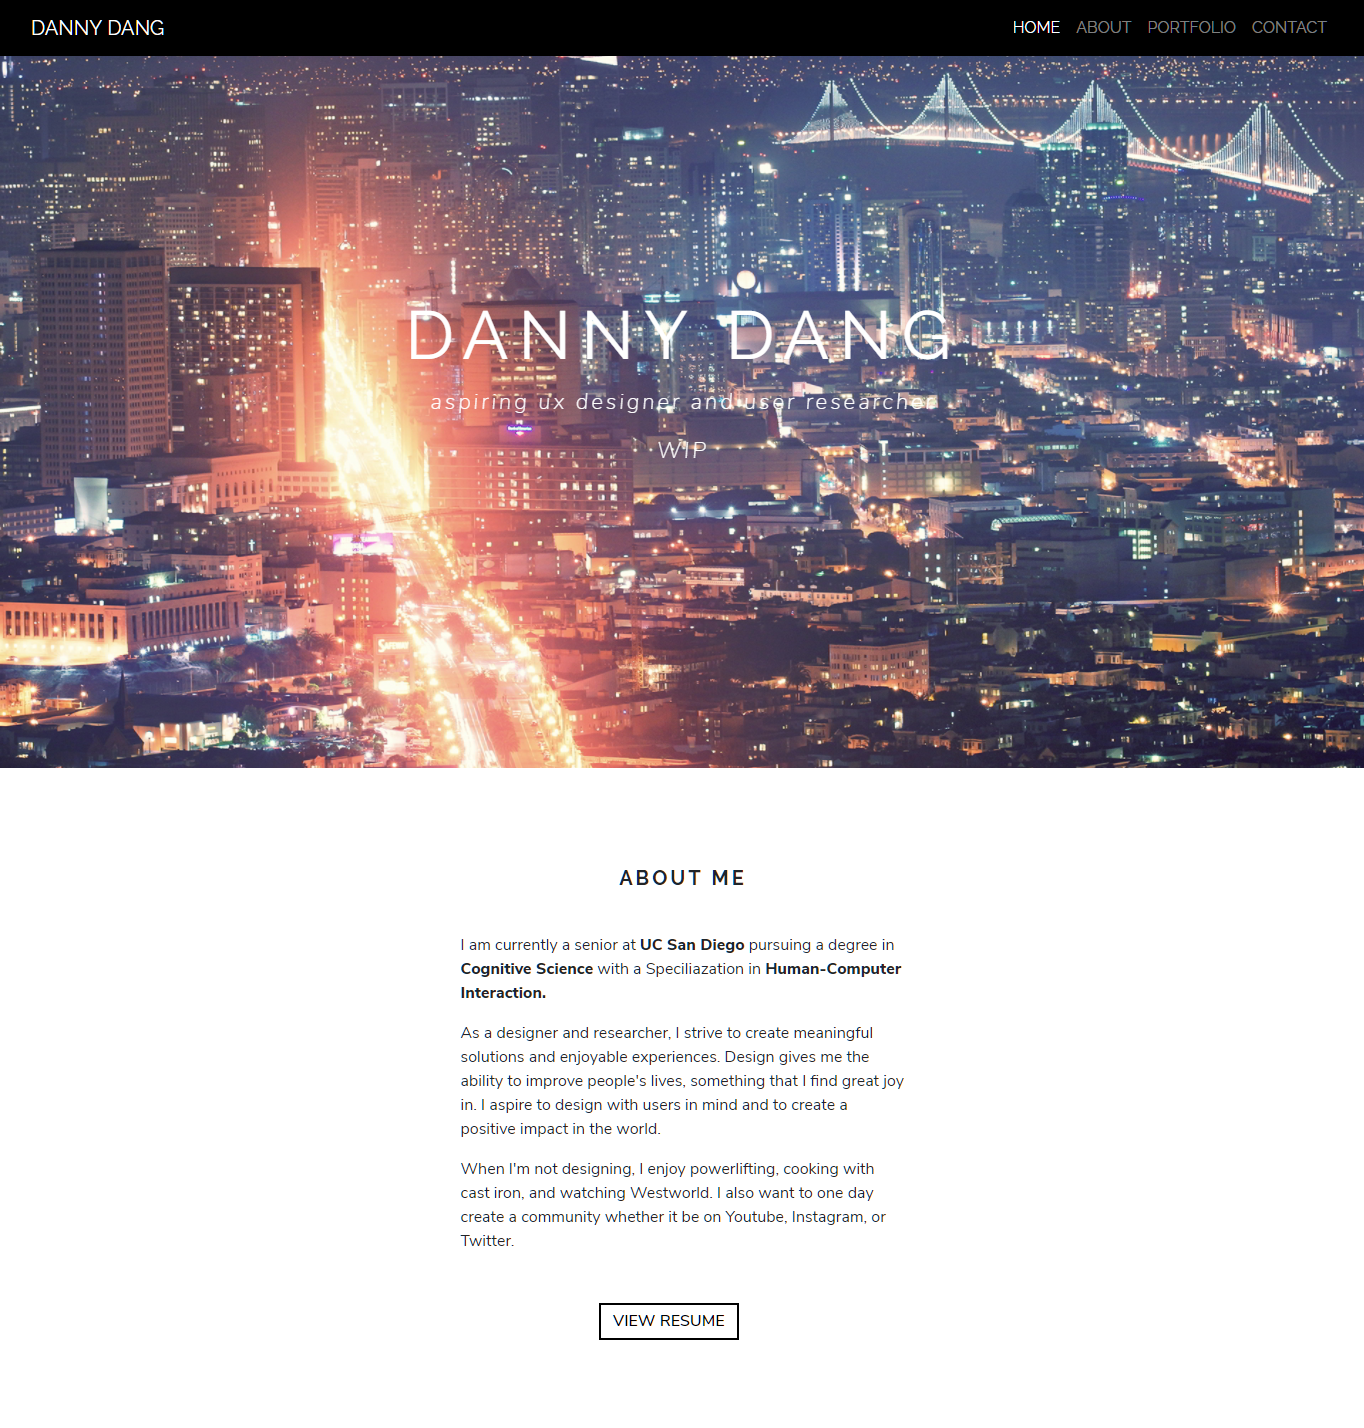 DANNY DANG
HOME ABOUT PORTFOLIO CONTACT
DANNY DANG
aspiring ux designer and user researcher
WIP
SAFEWAY
ABOUT ME
I am currently a senior at UC San Diego pursuing a degree in
Cognitive Science with a Speciliazation in Human-Computer
Interaction.
As a designer and researcher, I strive to create meaningful
solutions and enjoyable experiences. Design gives me the
ability to improve people's lives, something that I find great joy
in. I aspire to design with users in mind and to create a
positive impact in the world.
When I'm not designing, I enjoy powerlifting, cooking with
cast iron, and watching Westworld. I also want to one day
create a community whether it be on Youtube, Instagram, or
Twitter.
VIEW RESUME